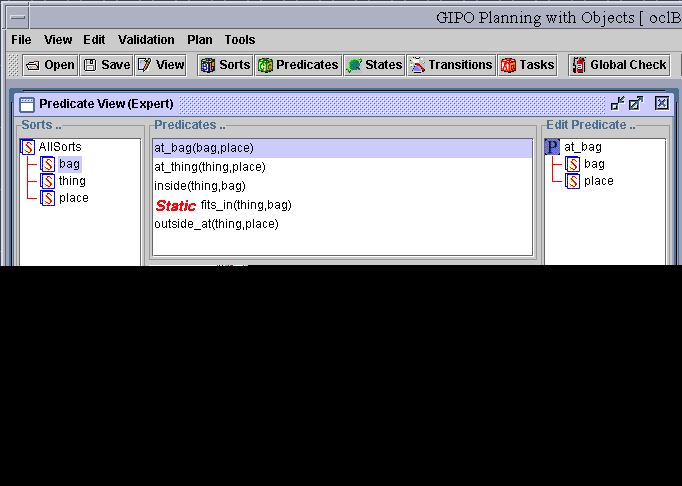 GIPO Planning with Objects [ oclB
File View Edit Validation Plan Tools
Open Save View Sorts Predicates States Transitions Tasks Global Check
Predicate View (Expert)
Sorts .. Predicates .. Edit Predicate ..
AllSorts at_bag(bag,place) at_bag
bag at_thing(thing,place) bag
thing inside(thing,bag) place
place Static fits_in(thing,bag)
outside_at(thing,place)